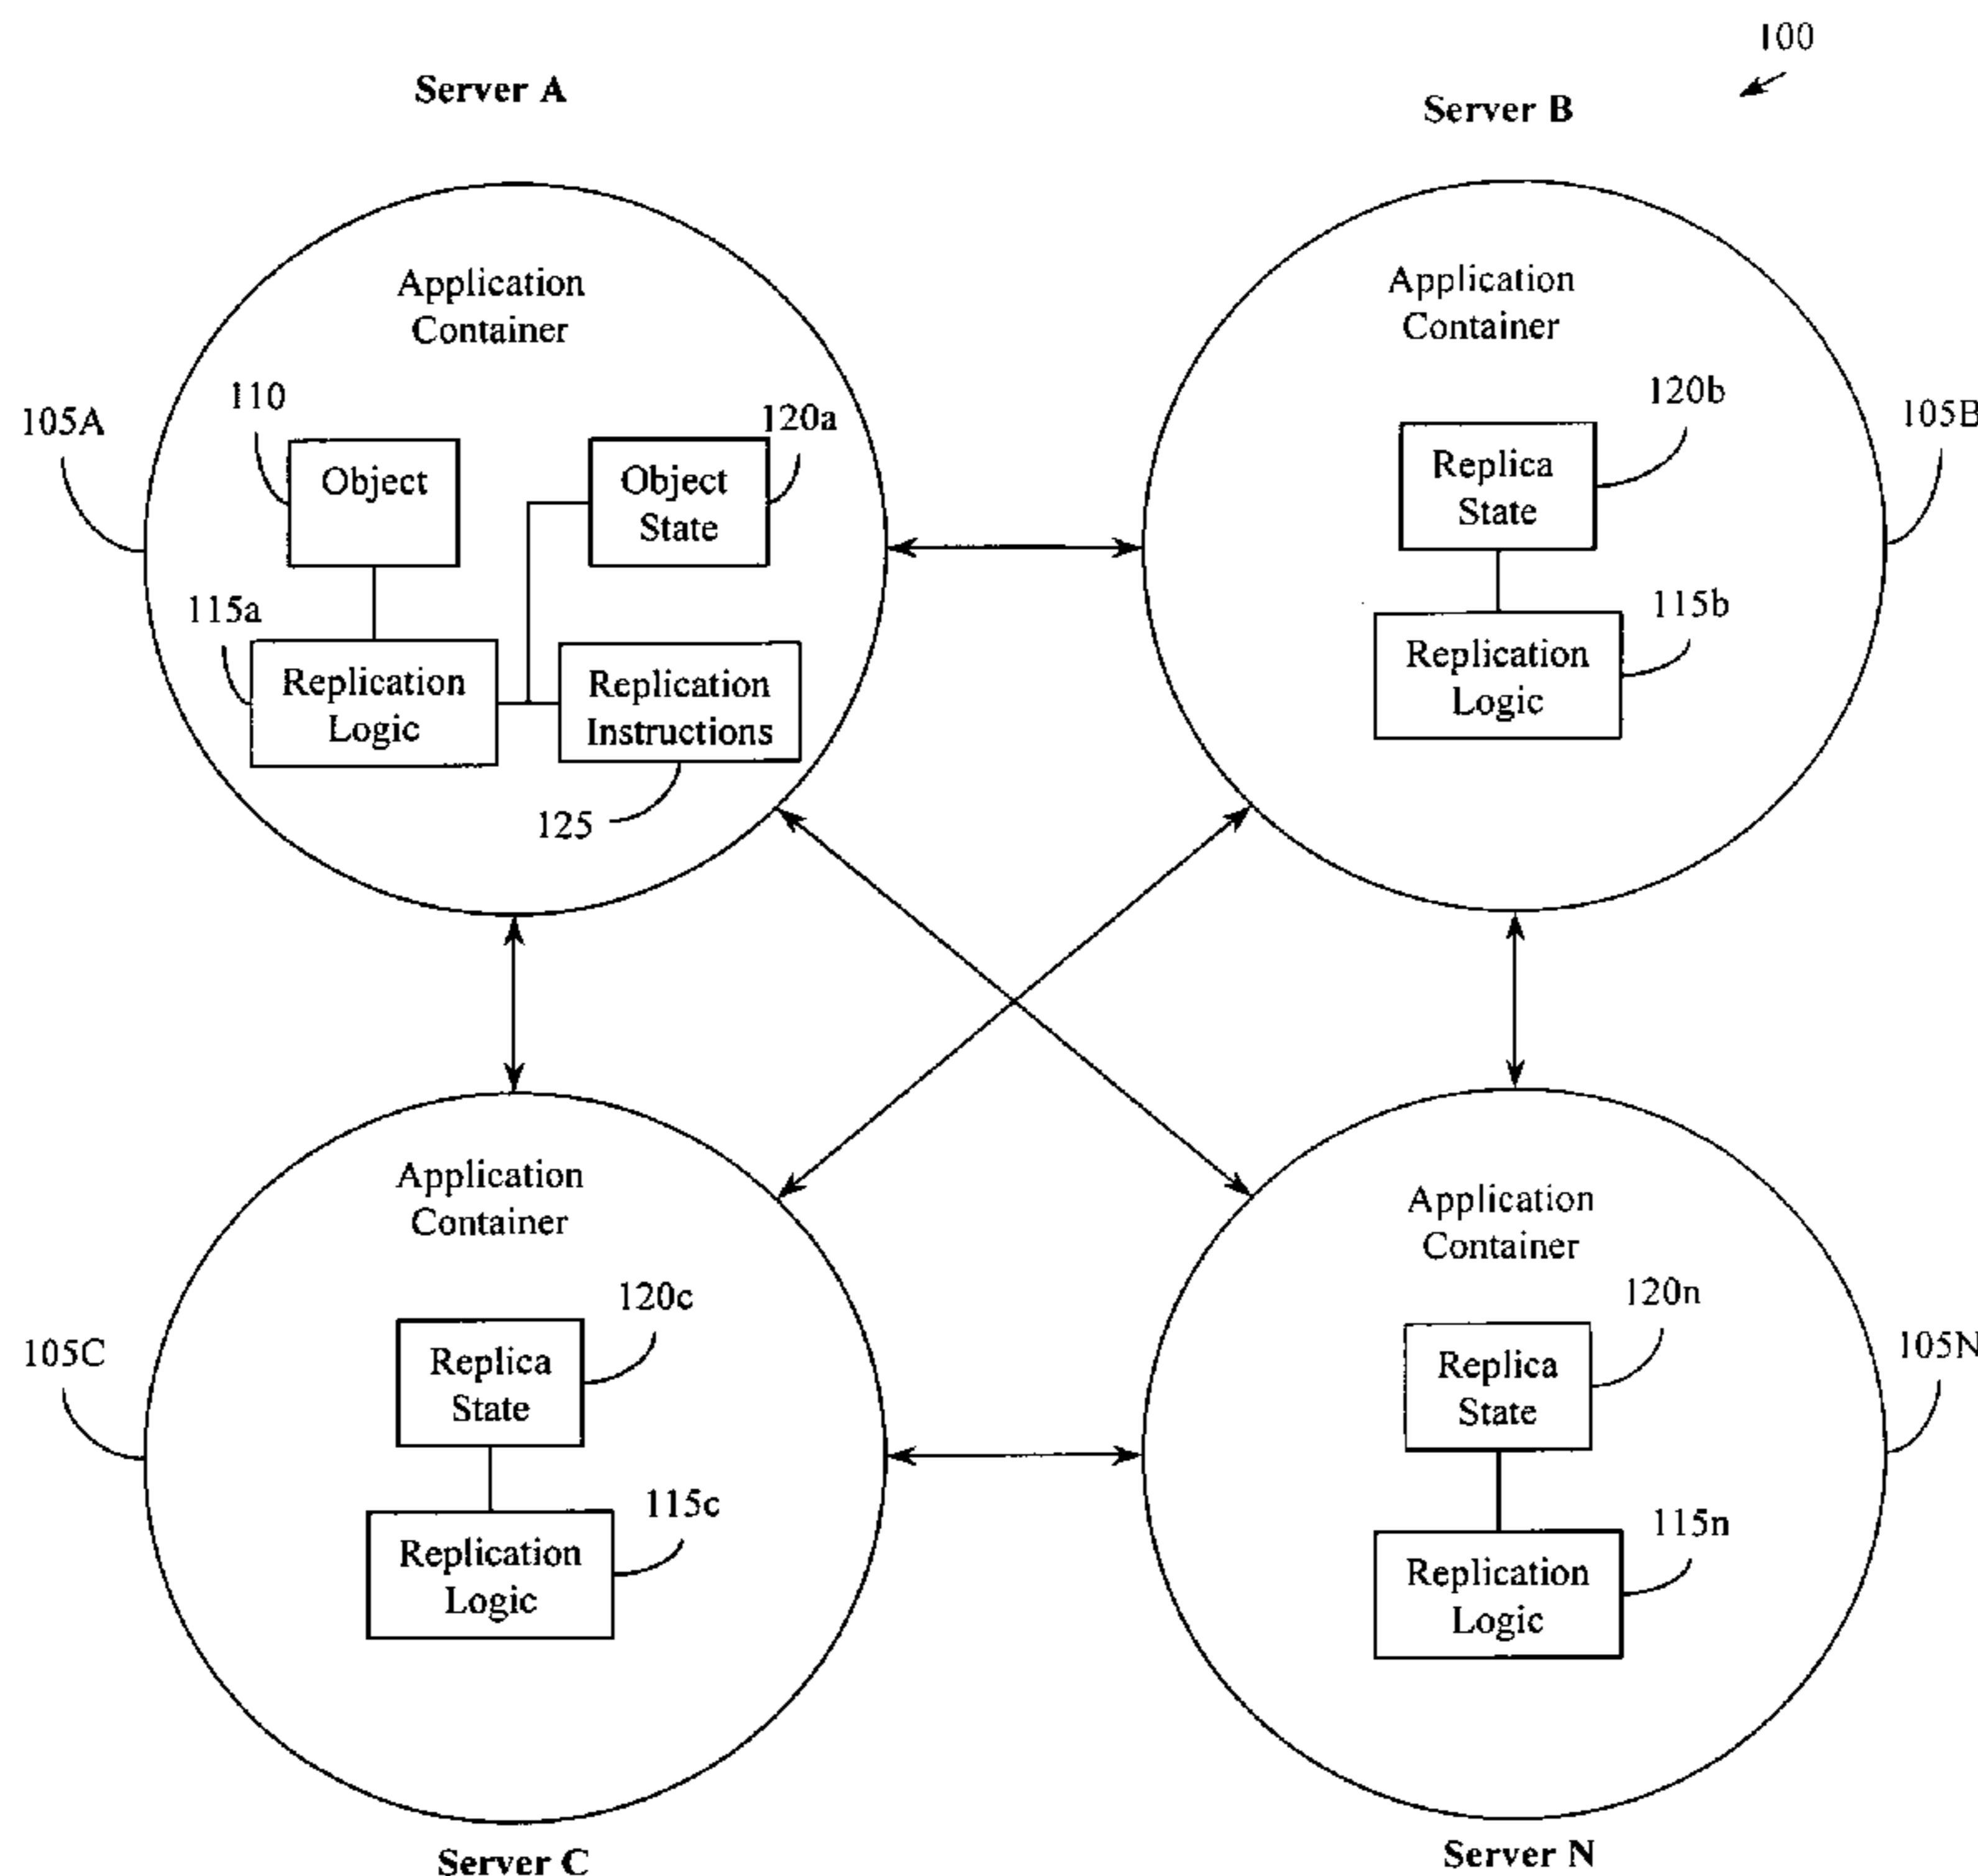 100
Server A
Server B
Application
Container
110
105A
120a
Object
Object
State
115a
Replication
Logic
Replication
Instructions
125
Application
Container
120b
105B
Replica
State
115b
Replication
Logic
Application
Container
120c
105C
Replica
State
115c
Replication
Logic
Application
Container
120n
105N
Replica
State
115n
Replication
Logic
Server C
Server N